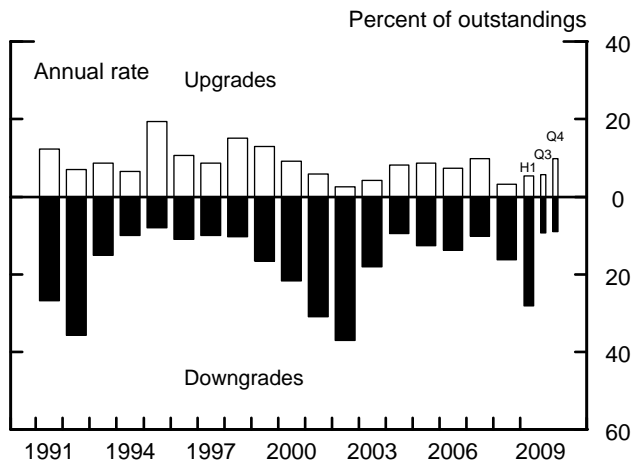 Percent of outstandings
Annual rate
Upgrades
Downgrades
H1
Q3
Q4
40
20
0
20
40
60
1991 1994 1997 2000 2003 2006 2009